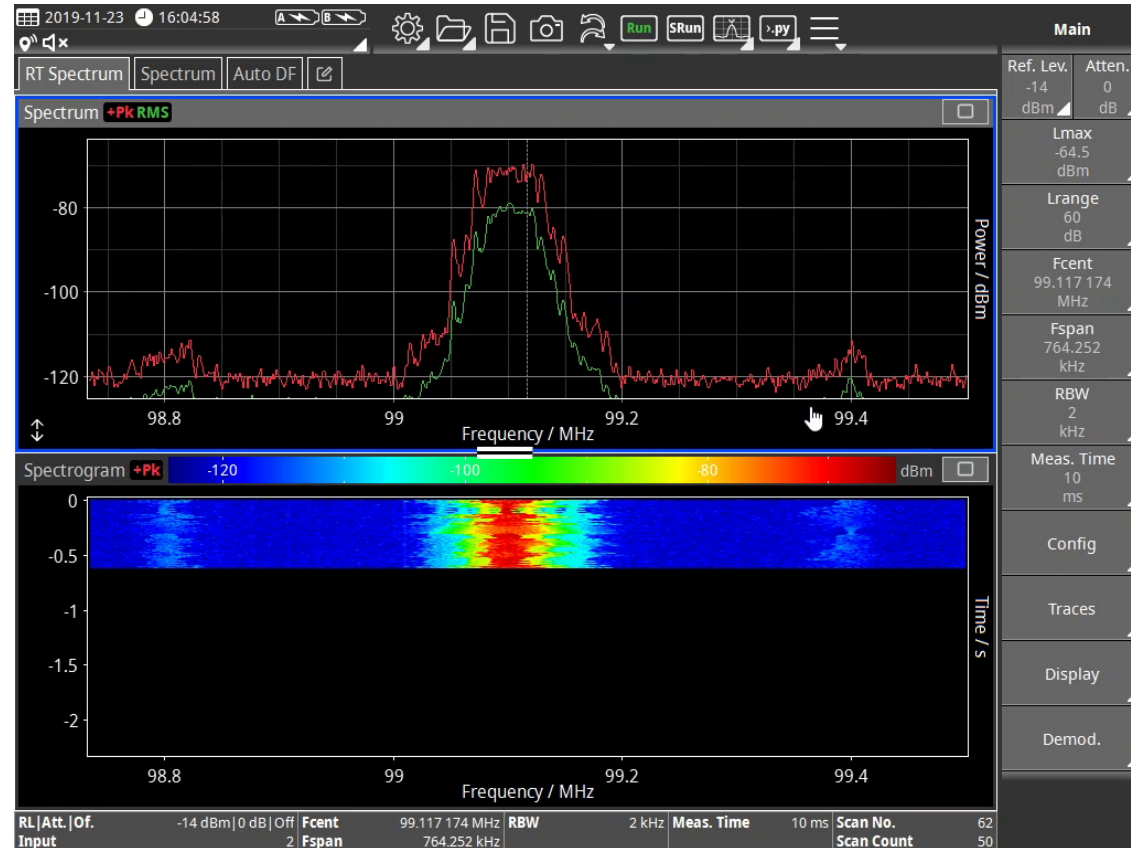 2019-11-23 16:04:58 A B
Run SRun >.py
Main
RT Spectrum Spectrum Auto DF
Ref. Lev. Atten.
-14 0
dBm dB
Spectrum +Pk RMS
Lmax
-64.5
dBm
Lrange
60
dB
Fcent
99.117 174
MHz
Fspan
764.252
kHz
RBW
2
kHz
Meas. Time
10
ms
Config
Traces
Display
Demod.
-80
-100
-120
Power / dBm
98.8 99 99.2 99.4
Frequency / MHz
Spectrogram +Pk -120 -100 -80 dBm
0
-0.5
-1
-1.5
-2
Time / s
98.8 99 99.2 99.4
Frequency / MHz
RL|Att.|Of. -14 dBm|0 dB|Off Fcent 99.117 174 MHz RBW 2 kHz Meas. Time 10 ms Scan No. 62
Input 2 Fspan 764.252 kHz Scan Count 50